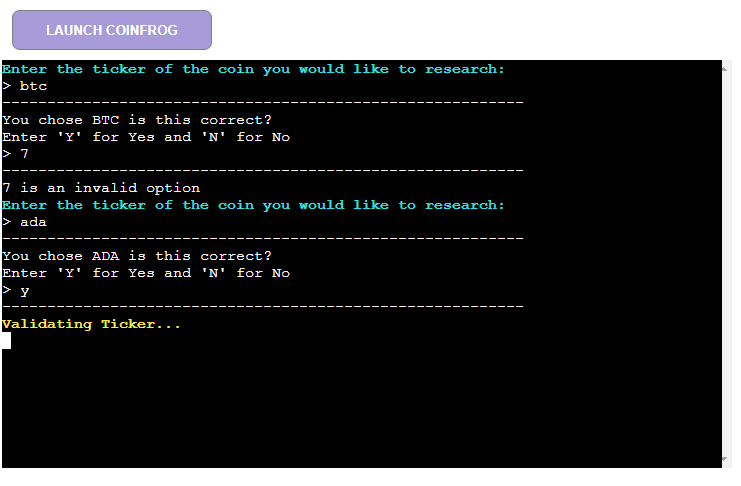 LAUNCH COINFROG
Enter the ticker of the coin you would like to research:
> btc
----------------------------------------------------------
You chose BTC is this correct?
Enter 'Y' for Yes and 'N' for No
> 7
----------------------------------------------------------
7 is an invalid option
Enter the ticker of the coin you would like to research:
> ada
----------------------------------------------------------
You chose ADA is this correct?
Enter 'Y' for Yes and 'N' for No
> y
----------------------------------------------------------
Validating Ticker...